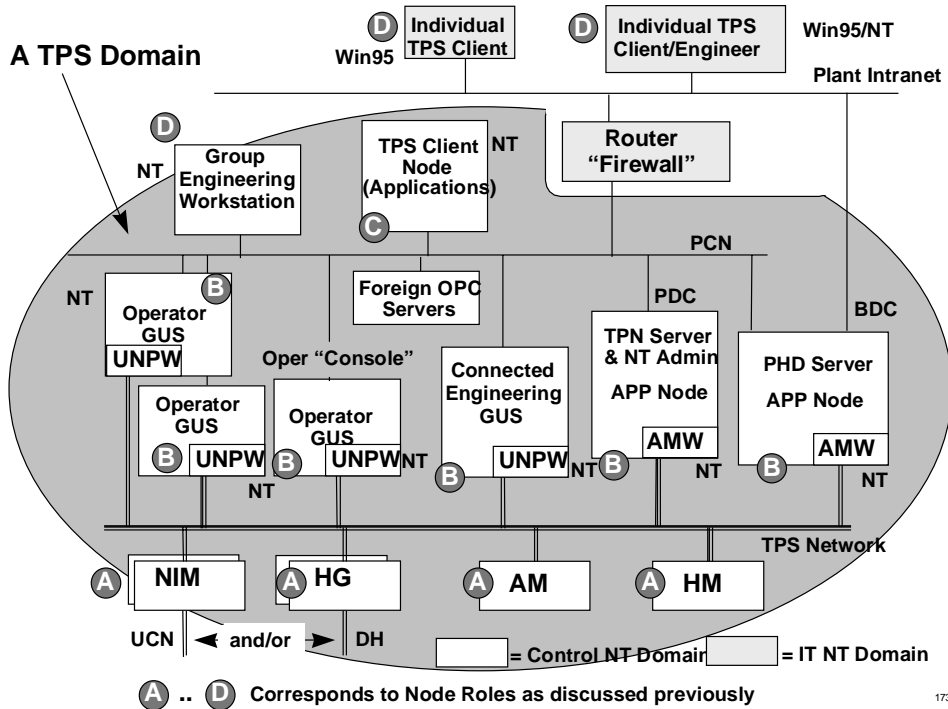 D
Individual
TPS Client
Win95
D
Individual TPS
Client/Engineer
Win95/NT
A TPS Domain
Plant Intranet
D
NT
Group
Engineering
Workstation
TPS Client
Node
(Applications)
NT
C
Router
“Firewall”
PCN
NT
B
Operator
GUS
UNPW
Foreign OPC
Servers
PDC
BDC
Oper “Console”
Operator
GUS
B
UNPW
NT
Operator
GUS
B
UNPW
NT
Connected
Engineering
GUS
B
UNPW
NT
TPN Server
& NT Admin
APP Node
AMW
B
NT
PHD Server
APP Node
AMW
B
NT
TPS Network
A
NIM
A
HG
A
AM
A
HM
UCN
and/or
DH
= Control NT Domain
= IT NT Domain
A .. D Corresponds to Node Roles as discussed previously
173